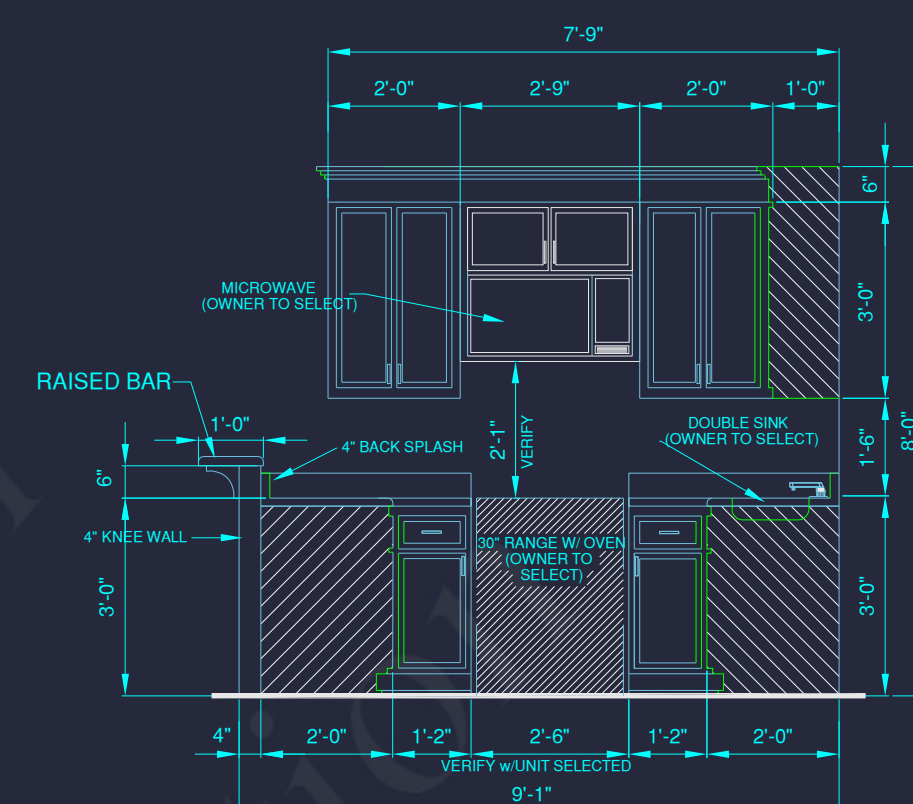 7'-9"
2'-0" 2'-9" 2'-0" 1'-0"
6"
MICROWAVE
(OWNER TO SELECT)
3'-0"
RAISED BAR
1'-0"
4" BACK SPLASH
2'-1"
VERIFY
DOUBLE SINK
(OWNER TO SELECT)
1'-6"
8'-0"
6"
4" KNEE WALL
30" RANGE W/ OVEN
(OWNER TO
SELECT)
3'-0"
3'-0"
4" 2'-0" 1'-2" 2'-6" 1'-2" 2'-0"
VERIFY w/UNIT SELECTED
9'-1"